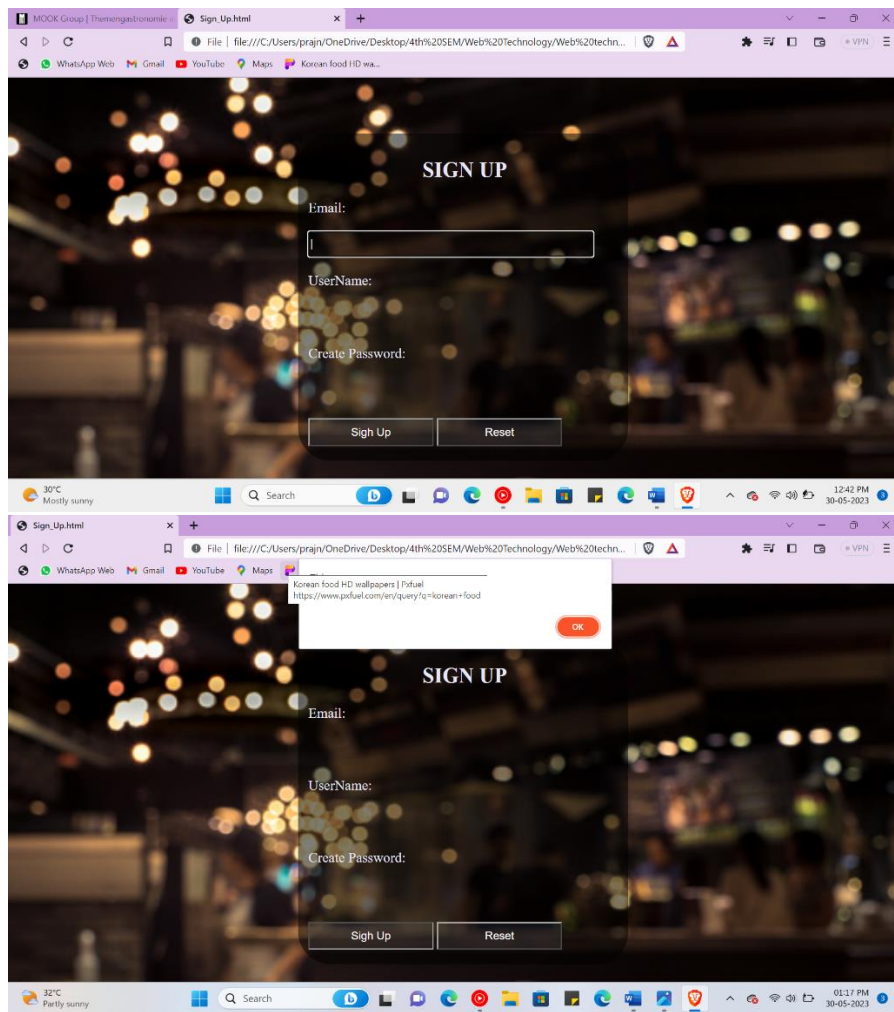 MOOK Group | Themengastronomie
Sign_Up.html
File | file:///C:/Users/prajn/OneDrive/Desktop/4th%20SEM/Web%20Technology/Web%20techn...
VPN
WhatsApp Web Gmail YouTube Maps Korean food HD wa...
SIGN UP
Email:
UserName:
Create Password:
Sigh Up Reset
30°C
Mostly sunny
Search
12:42 PM
30-05-2023
Sign_Up.html
File | file:///C:/Users/prajn/OneDrive/Desktop/4th%20SEM/Web%20Technology/Web%20techn...
VPN
WhatsApp Web Gmail YouTube Maps
Korean food HD wallpapers | Pxfuel
https://www.pxfuel.com/en/query?q=korean+food
OK
SIGN UP
Email:
UserName:
Create Password:
Sigh Up Reset
32°C
Partly sunny
Search
01:17 PM
30-05-2023